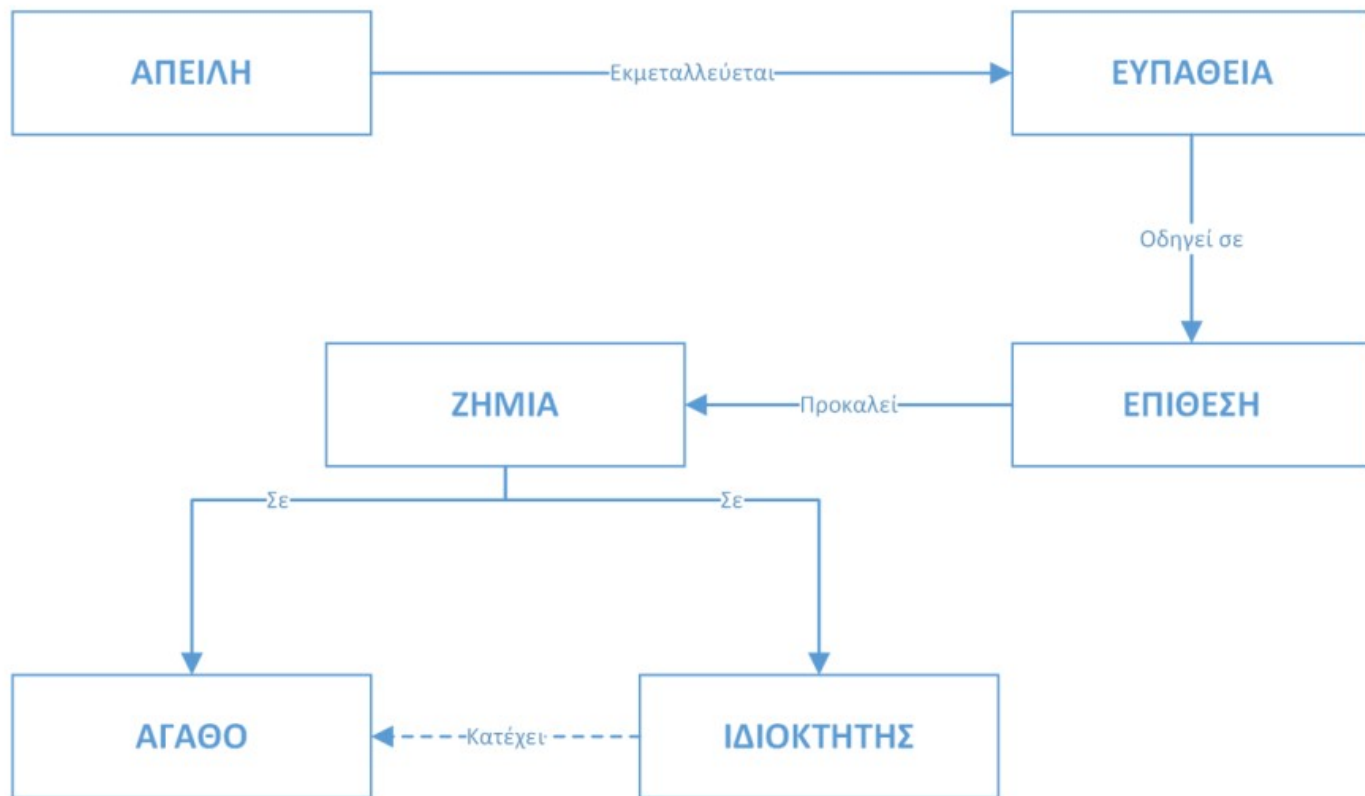 ΑΠΕΙΛΗ
Εκμεταλλεύεται
ΕΥΠΑΘΕΙΑ
Οδηγεί σε
ΖΗΜΙΑ
Προκαλεί
ΕΠΙΘΕΣΗ
Σε
Σε
ΑΓΑΘΟ
Κατέχει
ΙΔΙΟΚΤΗΤΗΣ